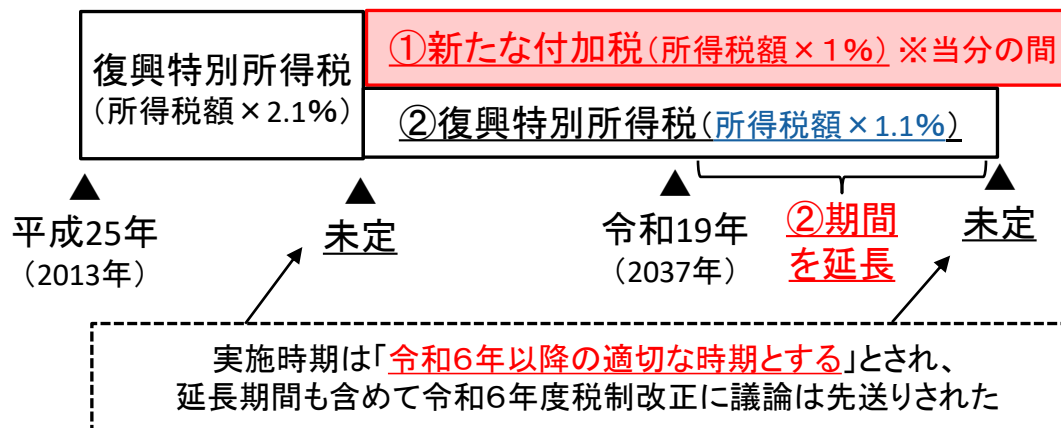 ①新たな付加税(所得税額×1%) ※当分の間
復興特別所得税
(所得税額×2.1%)
②復興特別所得税(所得税額×1.1%)
▲
▲
▲
▲
平成25年
(2013年)
未定
令和19年
(2037年)
②期間
を延長
未定
実施時期は「令和6年以降の適切な時期とする」とされ、
延長期間も含めて令和6年度税制改正に議論は先送りされた